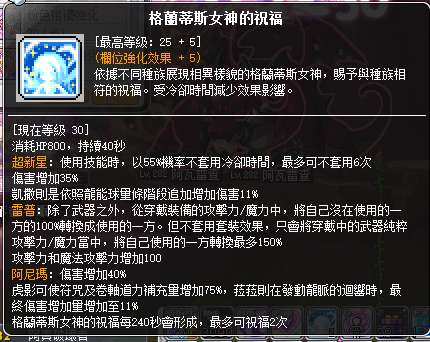 格蘭蒂斯女神的祝福
[最高等級：25 + 5]
(欄位強化效果 + 5)
依據不同種族展現相異樣貌的格蘭蒂斯女神，賜予與種族相
符的祝福。受冷卻時間減少效果影響。
[現在等級 30]
消耗HP800，持續40秒
超新星：使用技能時，以55%機率不套用冷卻時間，最多可不套用6次
傷害增加35%
凱撒則是依照龍能球量條階段追加增加傷害11%
雷普：除了武器之外，從穿戴裝備的攻擊力/魔力中，將自己沒在使用的一
方的100%轉換成使用的一方。但不套用套裝效果，只會將穿戴中的武器純粹
攻擊力/魔力當中，將自己使用的一方轉換最多150%
攻擊力和魔法攻擊力增加100
阿尼瑪：傷害增加40%
虎影可使符咒及卷軸道力補充量增加75%，菈菈則在發動龍脈的迴響時，最
終傷害增加量增加至11%
格蘭蒂斯女神的祝福每240秒會形成，最多可祝福2次